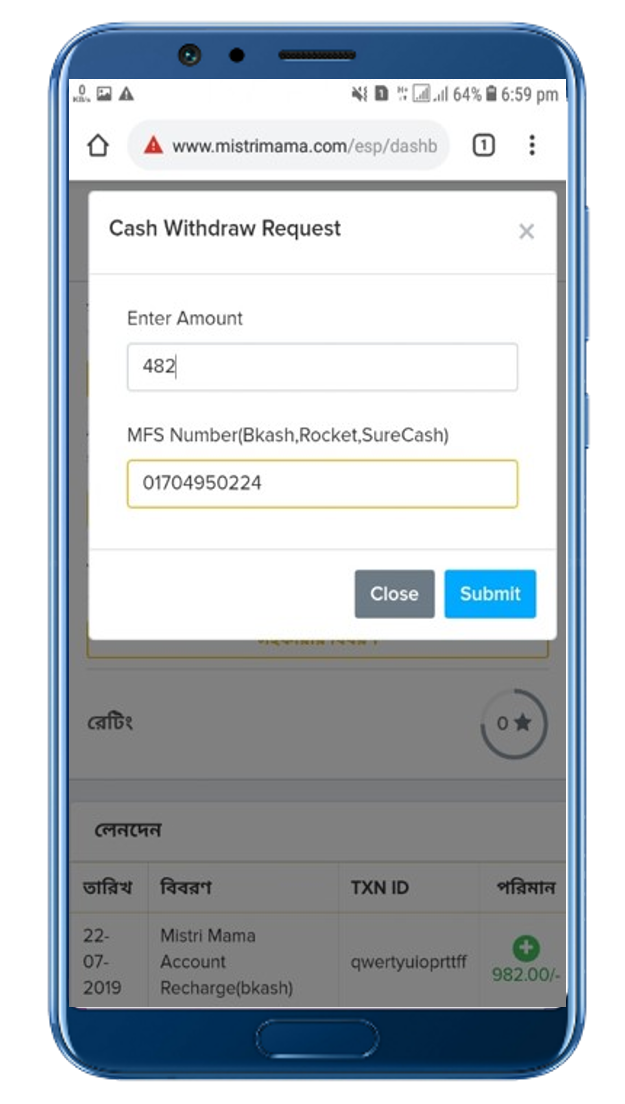 0
KB/s
64% 6:59 pm
www.mistrimama.com/esp/dashb
1
Cash Withdraw Request
×
Enter Amount
482
MFS Number(Bkash,Rocket,SureCash)
01704950224
Close
Submit
রেটিং
0
লেনদেন
তারিখ বিবরণ TXN ID পরিমান
22-
07-
2019
Mistri Mama
Account
Recharge(bkash)
qwertyuioprttff
982.00/-